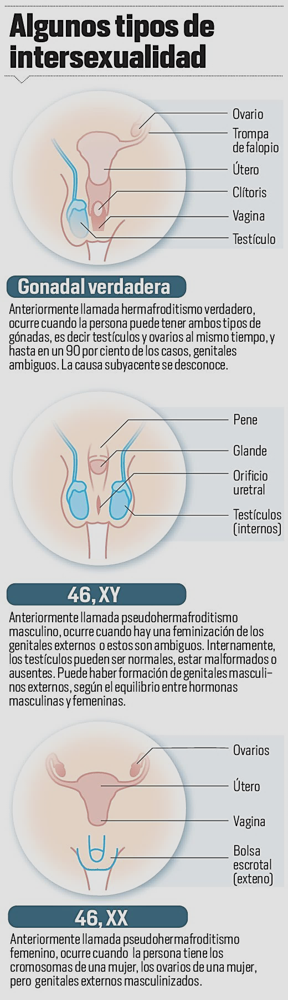 Algunos tipos de
intersexualidad
Ovario
Trompa
de falopio
Útero
Clítoris
Vagina
Testículo
Gonadal verdadera
Anteriormente llamada hermafroditismo verdadero,
ocurre cuando la persona puede tener ambos tipos de
gónadas, es decir testículos y ovarios al mismo tiempo, y
hasta en un 90 por ciento de los casos, genitales
ambiguos. La causa subyacente se desconoce.
Pene
Glande
Orificio
uretral
Testículos
(internos)
46, XY
Anteriormente llamada pseudohermafroditismo
masculino, ocurre cuando hay una feminización de los
genitales externos o estos son ambiguos. Internamente,
los testículos pueden ser normales, estar malformados o
ausentes. Puede haber formación de genitales masculi-
nos externos, según el equilibrio entre hormonas
masculinas y femeninas.
Ovarios
Útero
Vagina
Bolsa
escrotal
(exteno)
46, XX
Anteriormente llamada pseudohermafroditismo
femenino, ocurre cuando la persona tiene los
cromosomas de una mujer, los ovarios de una mujer,
pero genitales externos masculinizados.